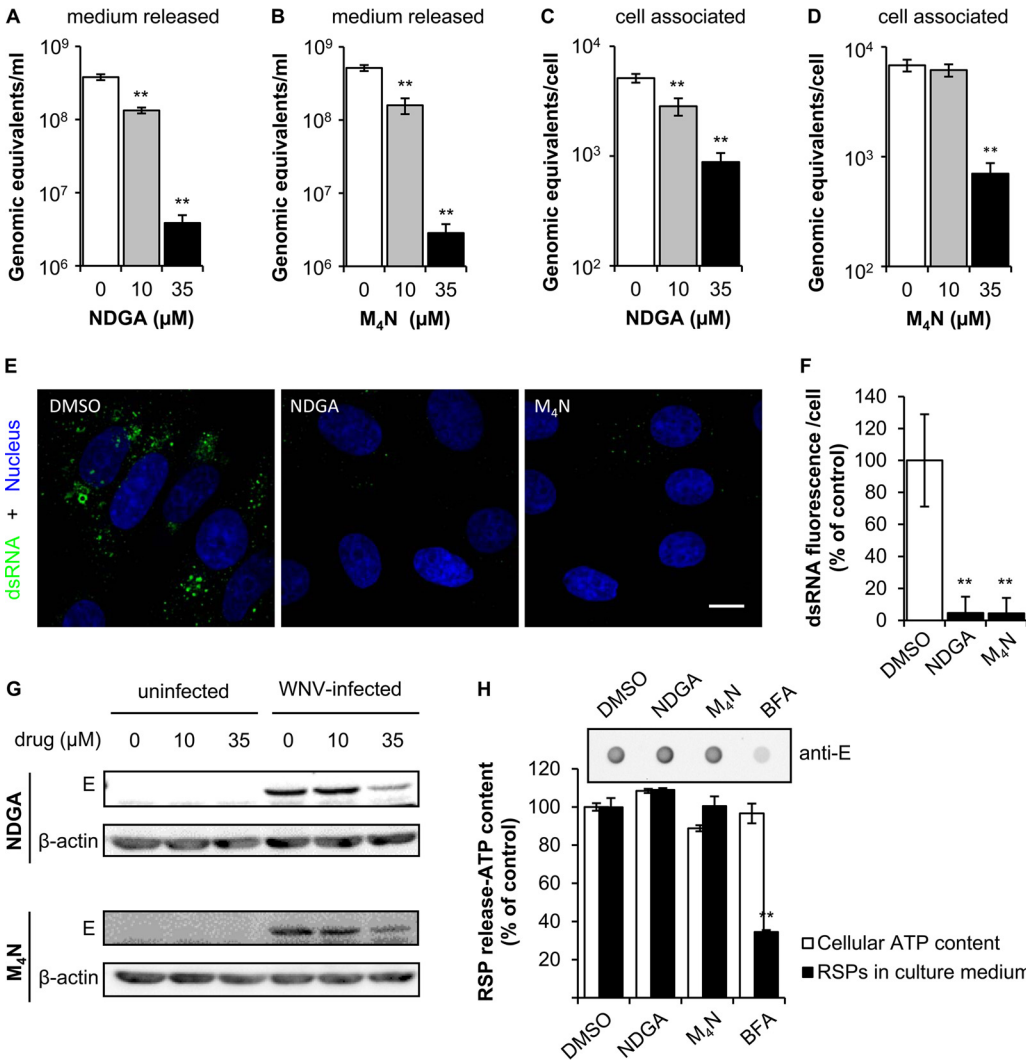 A medium released
10⁹
10⁸
10⁷
10⁶
Genomic equivalents/ml
**
**
0 10 35
NDGA (µM)
B medium released
10⁹
10⁸
10⁷
10⁶
Genomic equivalents/ml
**
**
0 10 35
M₄N (µM)
C cell associated
10⁴
10³
10²
Genomic equivalents/cell
**
**
0 10 35
NDGA (µM)
D cell associated
10⁴
10³
10²
Genomic equivalents/cell
**
0 10 35
M₄N (µM)
E
dsRNA + Nucleus
DMSO
NDGA
M₄N
F
dsRNA fluorescence /cell
(% of control)
140
120
100
80
60
40
20
0
** **
DMSO
NDGA
M₄N
G
uninfected WNV-infected
drug (µM) 0 10 35 0 10 35
NDGA
E
β-actin
M₄N
E
β-actin
H
DMSO
NDGA
M₄N
BFA
anti-E
RSP release-ATP content
(% of control)
120
100
80
60
40
20
**
DMSO
NDGA
M₄N
BFA
Cellular ATP content
RSPs in culture medium